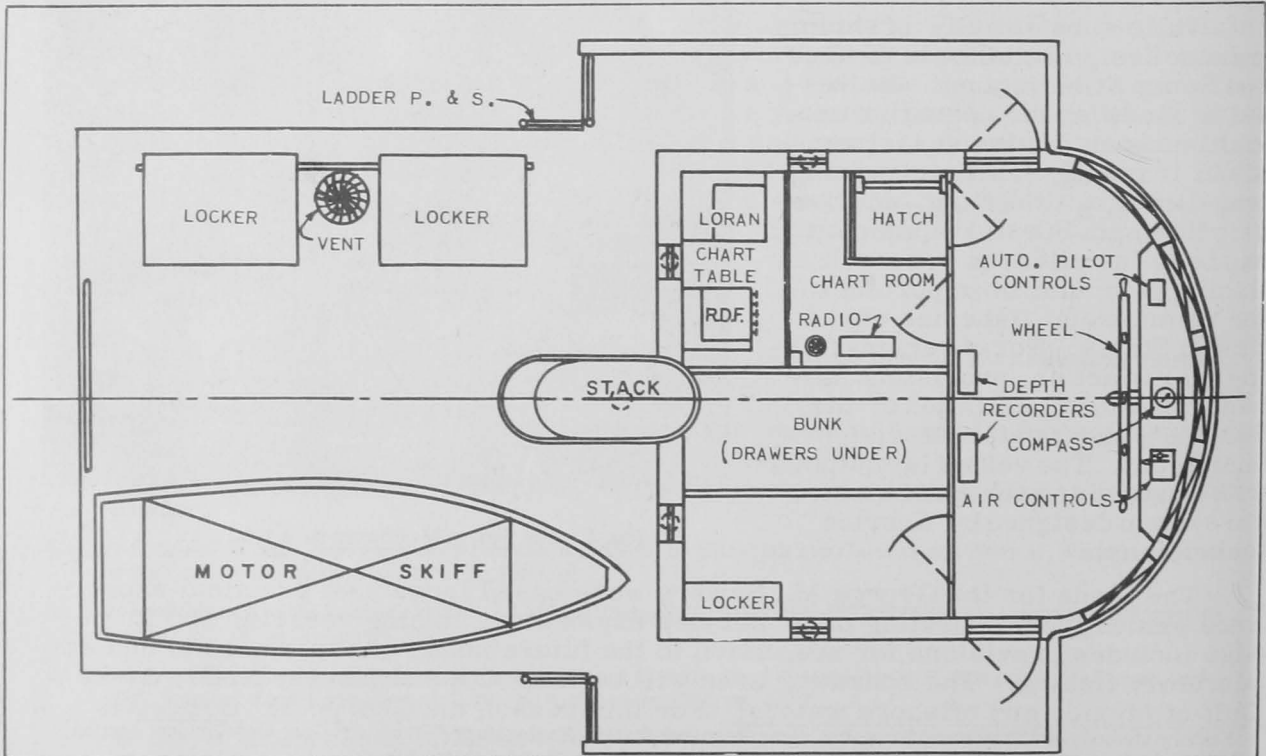 LADDER P. & S.
LOCKER
VENT
LOCKER
LORAN
CHART
TABLE
R.D.F.
HATCH
CHART ROOM
RADIO
AUTO. PILOT
CONTROLS
WHEEL
DEPTH
RECORDERS
COMPASS
AIR CONTROLS
STACK
BUNK
(DRAWERS UNDER)
MOTOR SKIFF
LOCKER